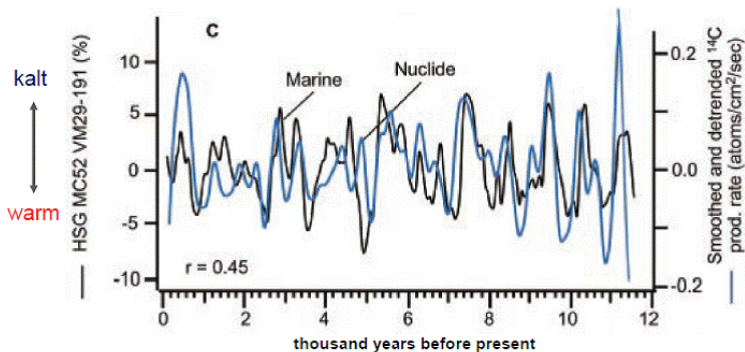 C
kalt
warm
HSG MC52 VM29-191 (%)
10
5
0
-5
-10
Marine
Nuclide
r = 0.45
0.2
0.0
-0.2
Smoothed and detrended ¹⁴C
prod. rate (atoms/cm²/sec)
0 2 4 6 8 10 12
thousand years before present